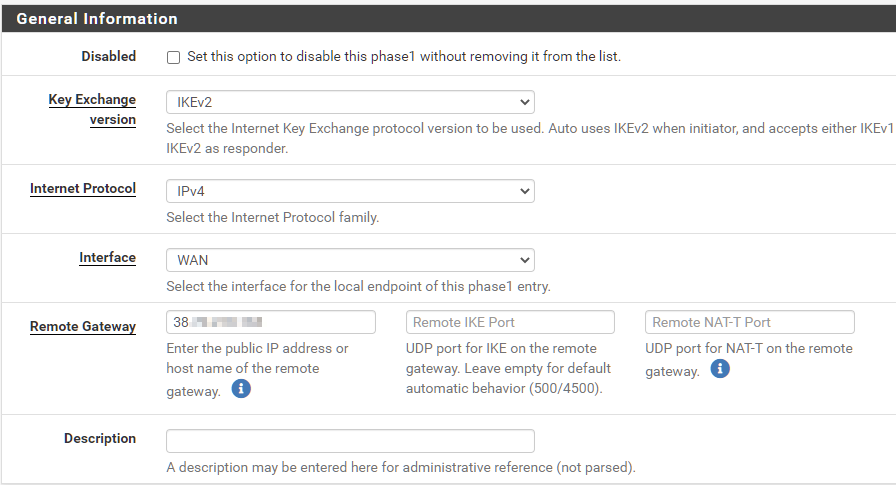 General Information
Disabled Set this option to disable this phase1 without removing it from the list.
Key Exchange
version
IKEv2
Select the Internet Key Exchange protocol version to be used. Auto uses IKEv2 when initiator, and accepts either IKEv1
IKEv2 as responder.
Internet Protocol
IPv4
Select the Internet Protocol family.
Interface
WAN
Select the interface for the local endpoint of this phase1 entry.
Remote Gateway
38
Enter the public IP address or
host name of the remote
gateway.
Remote IKE Port
UDP port for IKE on the remote
gateway. Leave empty for default
automatic behavior (500/4500).
Remote NAT-T Port
UDP port for NAT-T on the remote
gateway.
Description
A description may be entered here for administrative reference (not parsed).